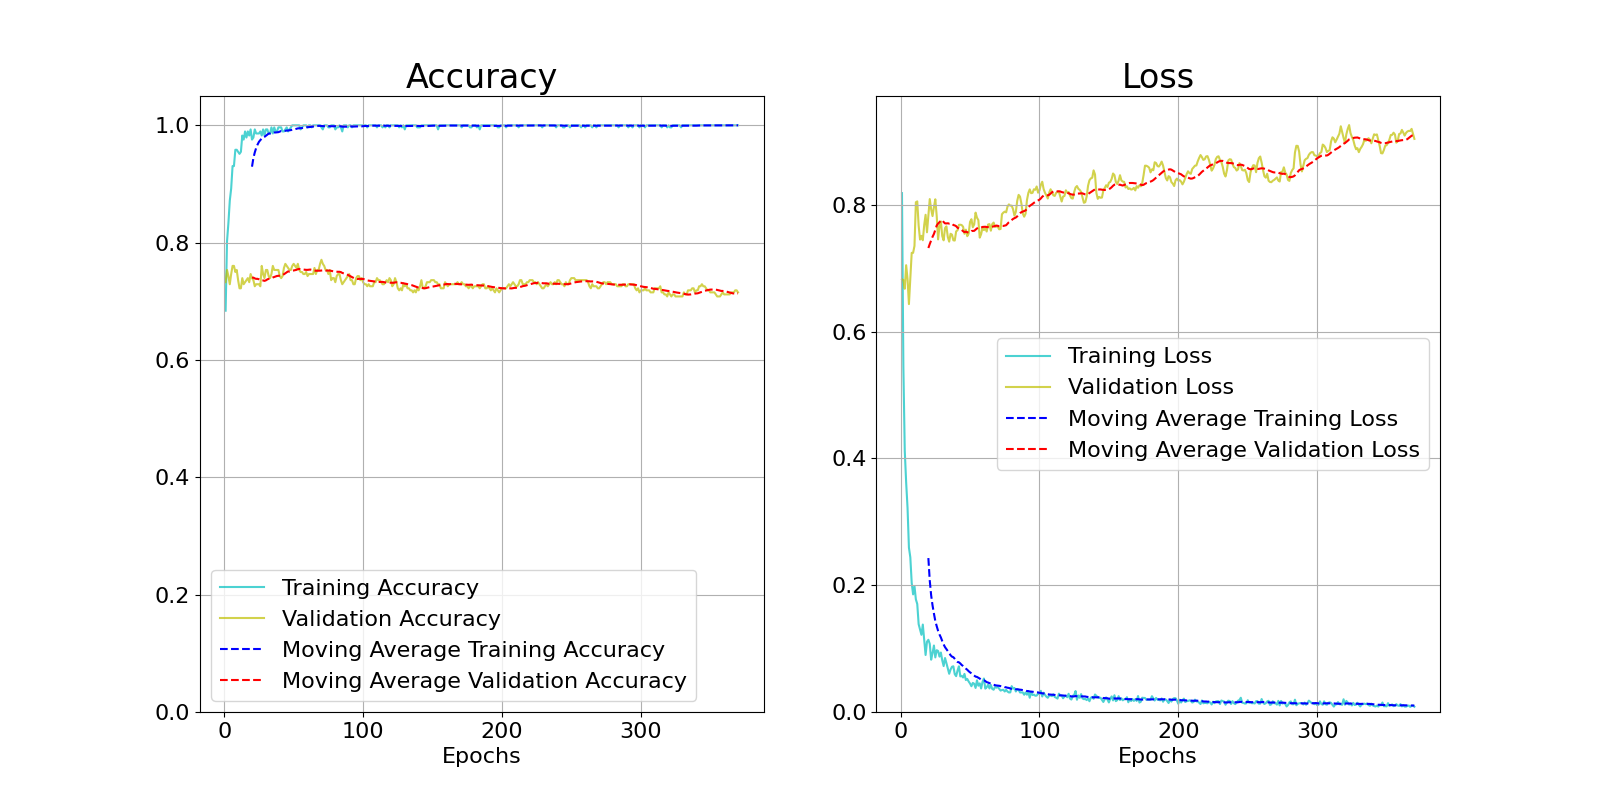 Accuracy
1.0
0.8
0.6
0.4
0.2
0.0
Training Accuracy
Validation Accuracy
Moving Average Training Accuracy
Moving Average Validation Accuracy
0 100 200 300
Epochs
Loss
0.8
0.6
0.4
0.2
0.0
Training Loss
Validation Loss
Moving Average Training Loss
Moving Average Validation Loss
0 100 200 300
Epochs